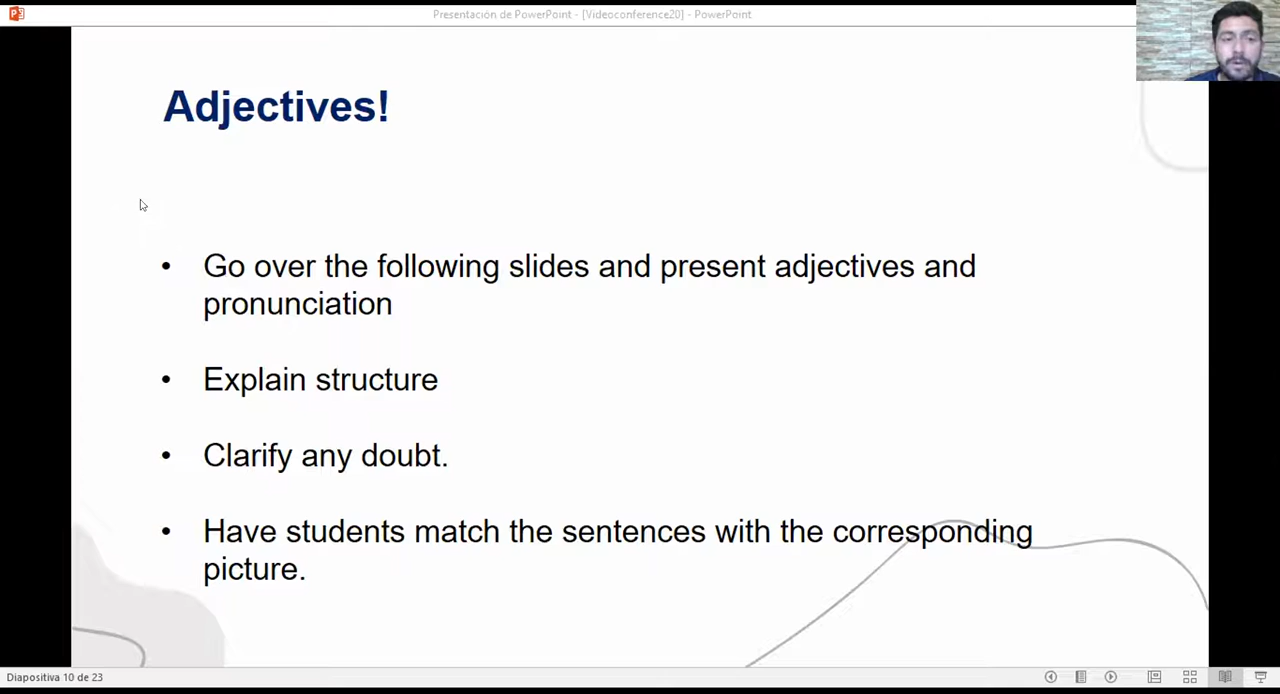 Presentación de PowerPoint - [Videoconference20] - PowerPoint
Adjectives!
• Go over the following slides and present adjectives and
pronunciation
• Explain structure
• Clarify any doubt.
• Have students match the sentences with the corresponding
picture.
Diapositiva 10 de 23